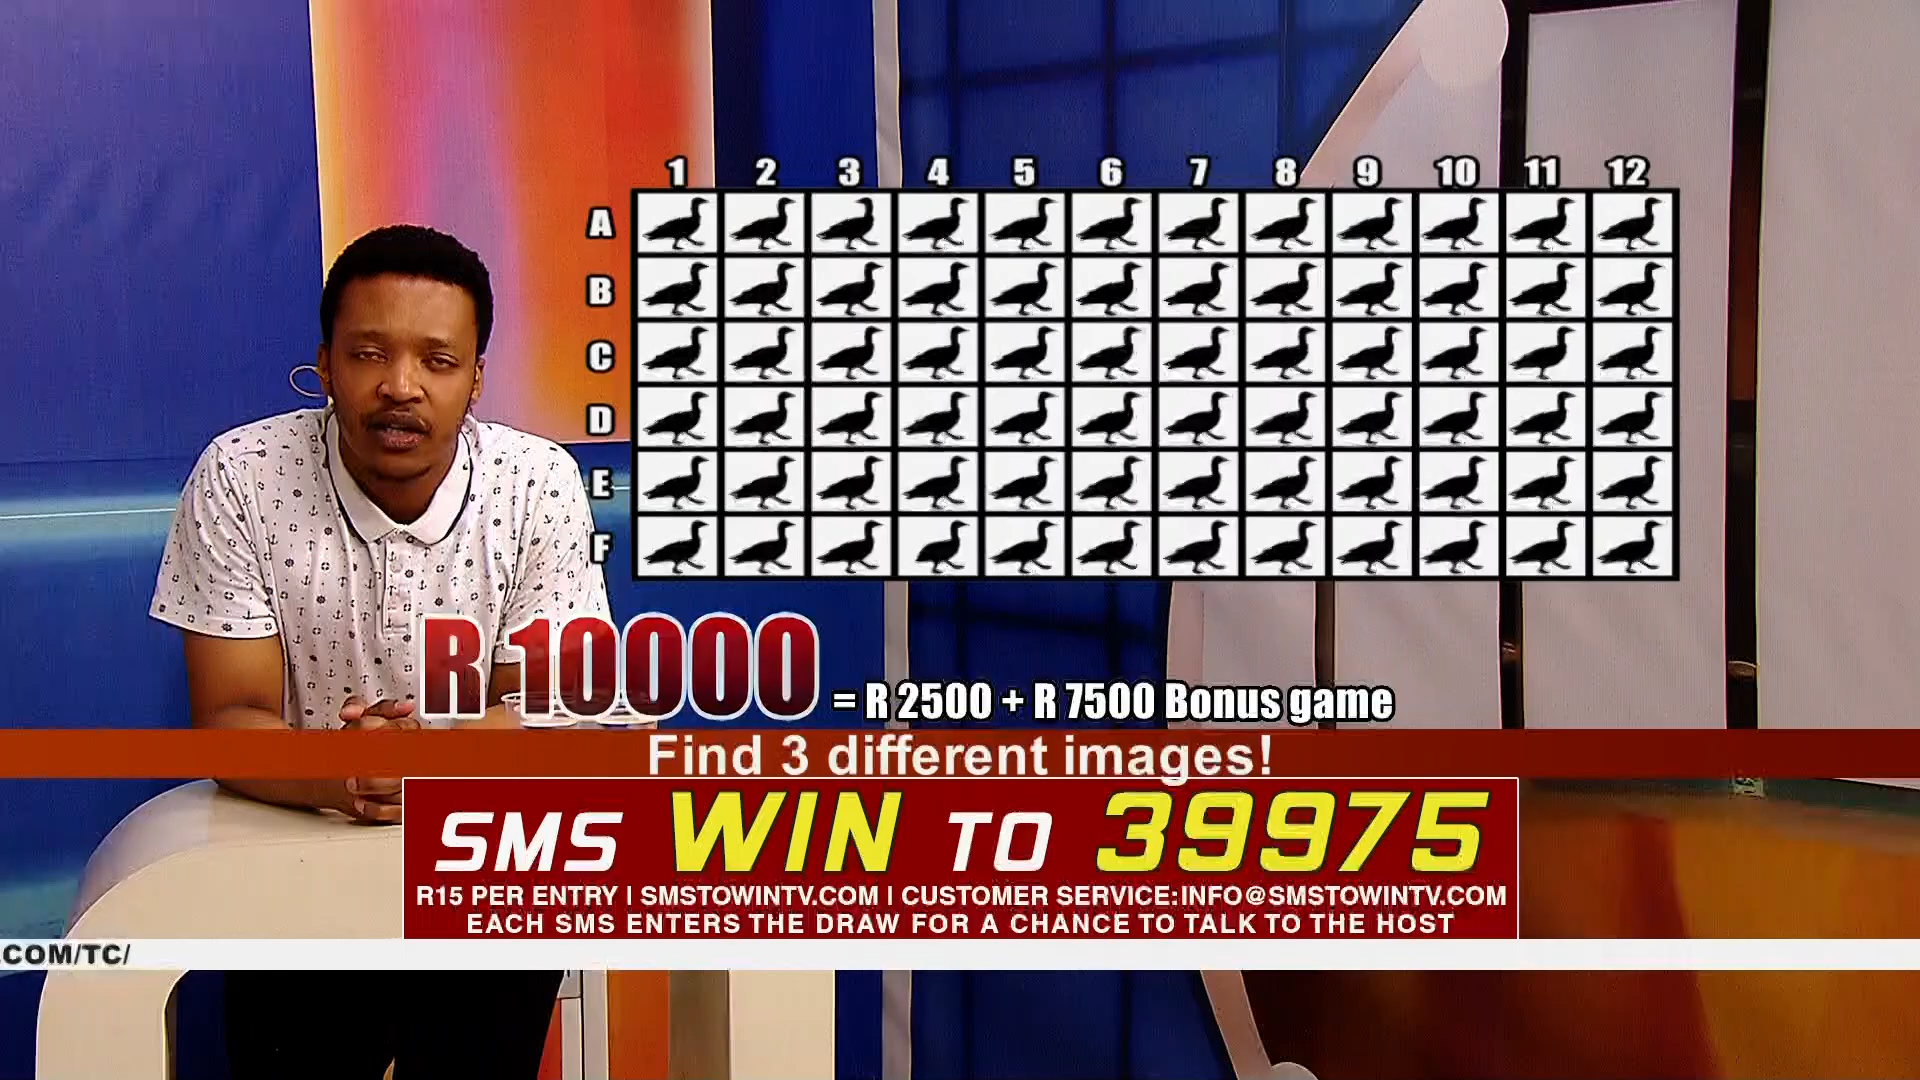 1 2 3 4 5 6 7 8 9 10 11 12
A
B
C
D
E
F
R 10000 = R 2500 + R 7500 Bonus game
Find 3 different images!
SMS WIN TO 39975
R15 PER ENTRY | SMSTOWINTV.COM | CUSTOMER SERVICE:INFO@SMSTOWINTV.COM
EACH SMS ENTERS THE DRAW FOR A CHANCE TO TALK TO THE HOST
.COM/TC/